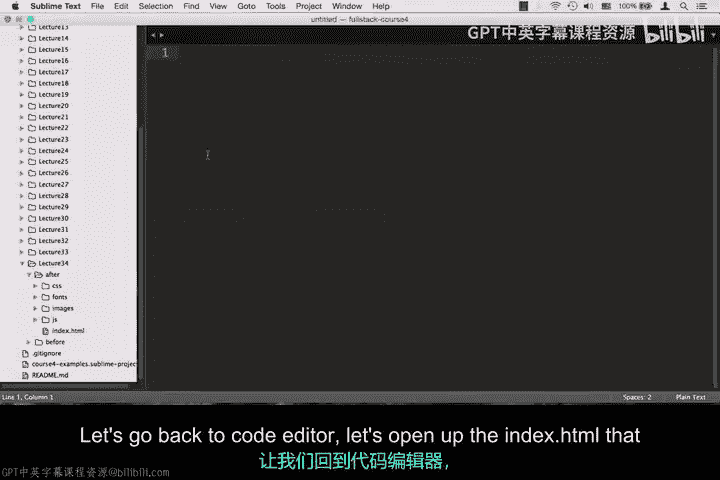 Sublime Text File Edit Selection Find View Goto Tools Project Window Help 100%
untitled — fullstack-course4
GPT中英字幕课程资源 bilibili
Lecture13
Lecture14
Lecture15
Lecture16
Lecture17
Lecture18
Lecture19
Lecture20
Lecture21
Lecture22
Lecture23
Lecture24
Lecture25
Lecture26
Lecture27
Lecture28
Lecture29
Lecture30
Lecture31
Lecture32
Lecture33
Lecture34
after
css
fonts
images
js
index.html
before
.gitignore
course4-examples.sublime-project
README.md
1
Line 1, Column 1 Spaces: 2 Plain Text
Let's go back to code editor, let's open up the index.html that
让我们回到代码编辑器，
GPT中英字幕课程资源@bilibili.com